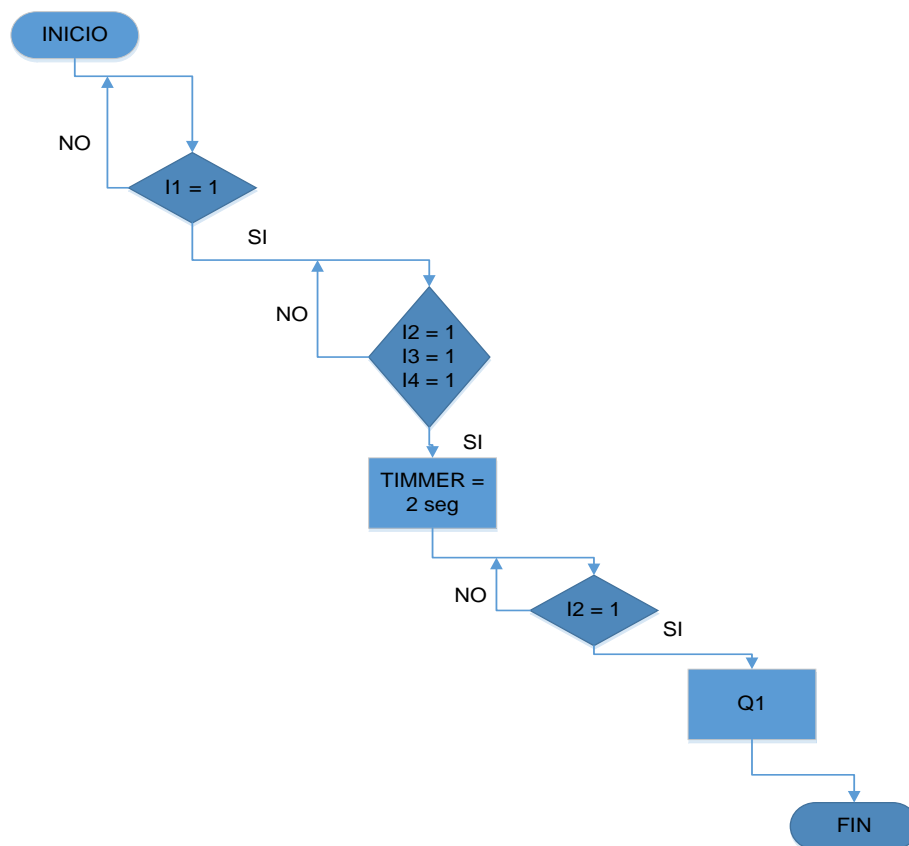 INICIO
NO
I1 = 1
SI
NO
I2 = 1
I3 = 1
I4 = 1
SI
TIMMER =
2 seg
NO
I2 = 1
SI
Q1
FIN